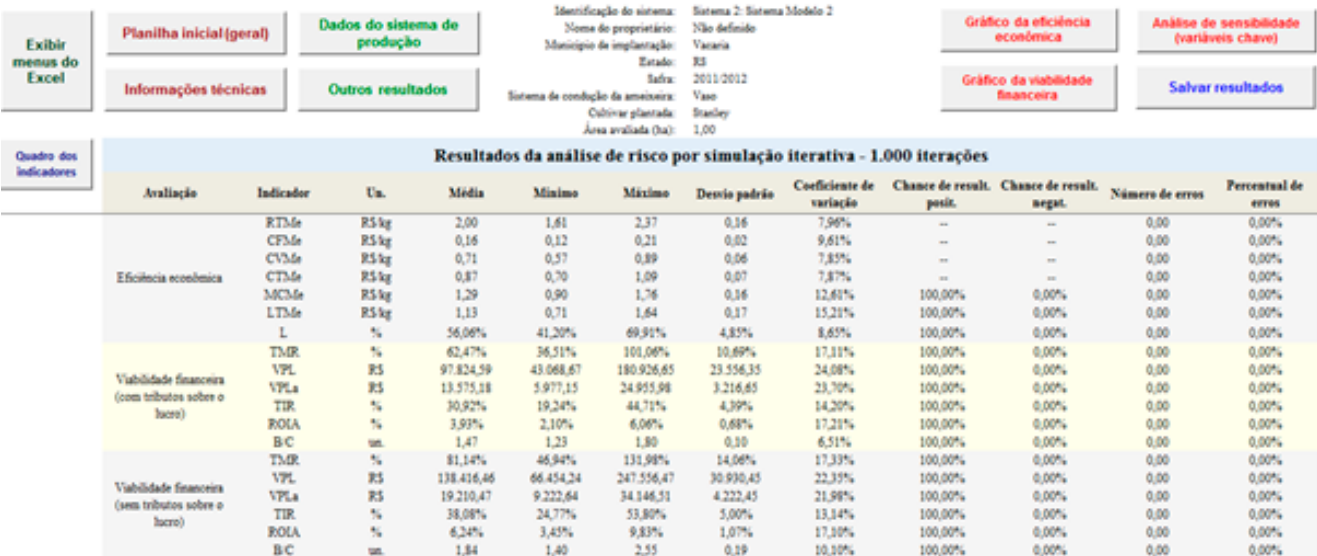 Exibir
menus do
Excel
Planilha inicial (geral)
Dados do sistema de
produção
Informações técnicas
Outros resultados
Identificação do sistema: Sistema 2: Sistema Modelo 2
Nome do proprietário: Não definido
Município de implantação: Vacaria
Estado: RS
Safra: 2011/2012
Sistema de condução da ameixeira: Vaso
Cultivar plantada: Stanley
Área avaliada (ha): 1,00
Gráfico da eficiência
econômica
Análise de sensibilidade
(variáveis chave)
Gráfico da viabilidade
financeira
Salvar resultados
Quadro dos
indicadores
Resultados da análise de risco por simulação iterativa - 1.000 iterações
Avaliação Indicador Un. Média Mínimo Máximo Desvio padrão Coeficiente de variação Chance de result. posit. Chance de result. negat. Número de erros Percentual de erros
Eficiência econômica
RTMe R$/kg 2,00 1,61 2,37 0,16 7,96% -- -- 0,00 0,00%
CFMe R$/kg 0,16 0,12 0,21 0,02 9,61% -- -- 0,00 0,00%
CVMe R$/kg 0,71 0,57 0,89 0,06 7,85% -- -- 0,00 0,00%
CTMe R$/kg 0,87 0,70 1,09 0,07 7,87% -- -- 0,00 0,00%
MCMe R$/kg 1,29 0,90 1,76 0,16 12,61% 100,00% 0,00% 0,00 0,00%
LTMe R$/kg 1,13 0,71 1,64 0,17 15,21% 100,00% 0,00% 0,00 0,00%
L % 56,06% 41,20% 69,91% 4,85% 8,65% 100,00% 0,00% 0,00 0,00%
Viabilidade financeira
(com tributos sobre o
lucro)
TMR % 62,47% 36,51% 101,06% 10,69% 17,11% 100,00% 0,00% 0,00 0,00%
VPL R$ 97.824,59 43.068,67 180.926,65 23.556,35 24,08% 100,00% 0,00% 0,00 0,00%
VPLa R$ 13.575,18 5.977,15 24.955,98 3.216,65 23,70% 100,00% 0,00% 0,00 0,00%
TIR % 30,92% 19,24% 44,71% 4,39% 14,20% 100,00% 0,00% 0,00 0,00%
ROIA % 3,93% 2,10% 6,06% 0,68% 17,21% 100,00% 0,00% 0,00 0,00%
B/C un. 1,47 1,23 1,80 0,10 6,51% 100,00% 0,00% 0,00 0,00%
Viabilidade financeira
(sem tributos sobre o
lucro)
TMR % 81,14% 46,94% 131,98% 14,06% 17,33% 100,00% 0,00% 0,00 0,00%
VPL R$ 138.416,46 66.454,24 247.556,47 30.930,45 22,35% 100,00% 0,00% 0,00 0,00%
VPLa R$ 19.210,47 9.222,64 34.146,51 4.222,45 21,98% 100,00% 0,00% 0,00 0,00%
TIR % 38,08% 24,77% 53,80% 5,00% 13,14% 100,00% 0,00% 0,00 0,00%
ROIA % 6,24% 3,45% 9,83% 1,07% 17,10% 100,00% 0,00% 0,00 0,00%
B/C un. 1,84 1,40 2,55 0,19 10,10% 100,00% 0,00% 0,00 0,00%